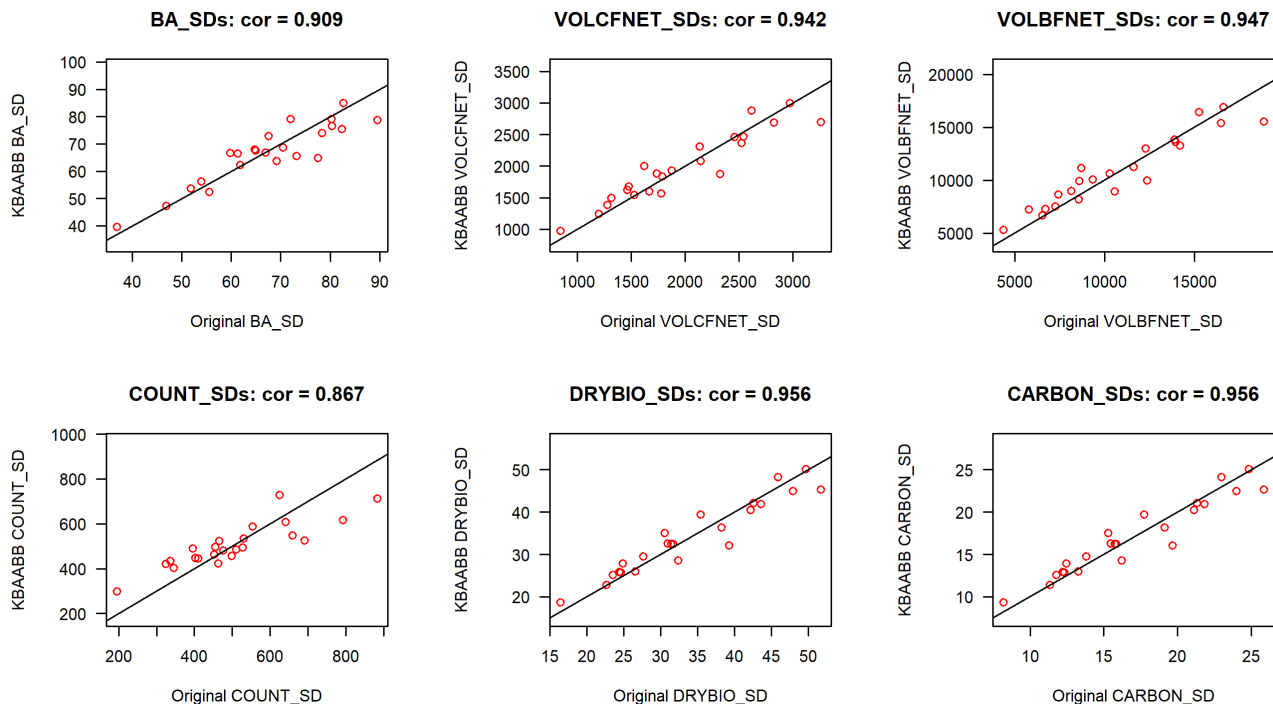 BA_SDs: cor = 0.909
KBAABB BA_SD
100
90
80
70
60
50
40
40 50 60 70 80 90
Original BA_SD
VOLCFNET_SDs: cor = 0.942
KBAABB VOLCFNET_SD
3500
3000
2500
2000
1500
1000
1000 1500 2000 2500 3000
Original VOLCFNET_SD
VOLBFNET_SDs: cor = 0.947
KBAABB VOLBFNET_SD
20000
15000
10000
5000
5000 10000 15000
Original VOLBFNET_SD
COUNT_SDs: cor = 0.867
KBAABB COUNT_SD
1000
800
600
400
200
200 400 600 800
Original COUNT_SD
DRYBIO_SDs: cor = 0.956
KBAABB DRYBIO_SD
50
40
30
20
15 20 25 30 35 40 45 50
Original DRYBIO_SD
CARBON_SDs: cor = 0.956
KBAABB CARBON_SD
25
20
15
10
10 15 20 25
Original CARBON_SD